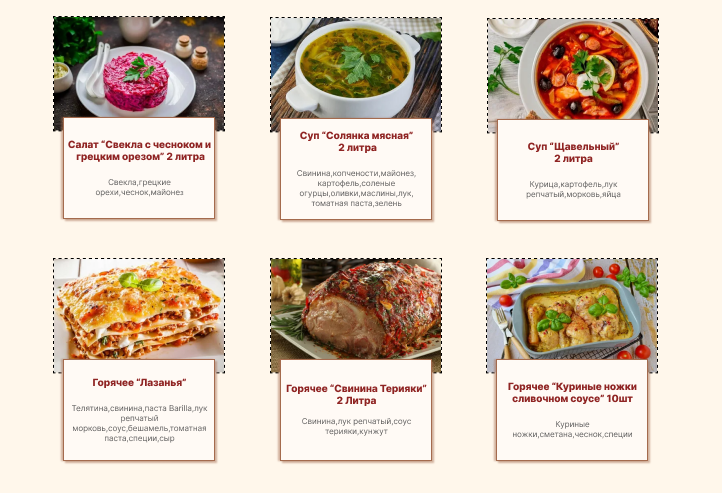 Салат “Свекла с чесноком и
грецким орезом” 2 литра
Свекла,грецкие
орехи,чеснок,майонез
Суп “Солянка мясная”
2 литра
Свинина,копчености,майонез,
картофель,соленые
огурцы,оливки,маслины,лук,
томатная паста,зелень
Суп “Щавельный”
2 литра
Курица,картофель,лук
репчатый,морковь,яйца
Горячее “Лазанья”
Телятина,свинина,паста Barilla,лук
репчатый
морковь,соус,бешамель,томатная
паста,специи,сыр
Горячее “Свинина Терияки”
2 Литра
Свинина,лук репчатый,соус
терияки,кунжут
Горячее “Куриные ножки
сливочном соусе” 10шт
Куриные
ножки,сметана,чеснок,специи